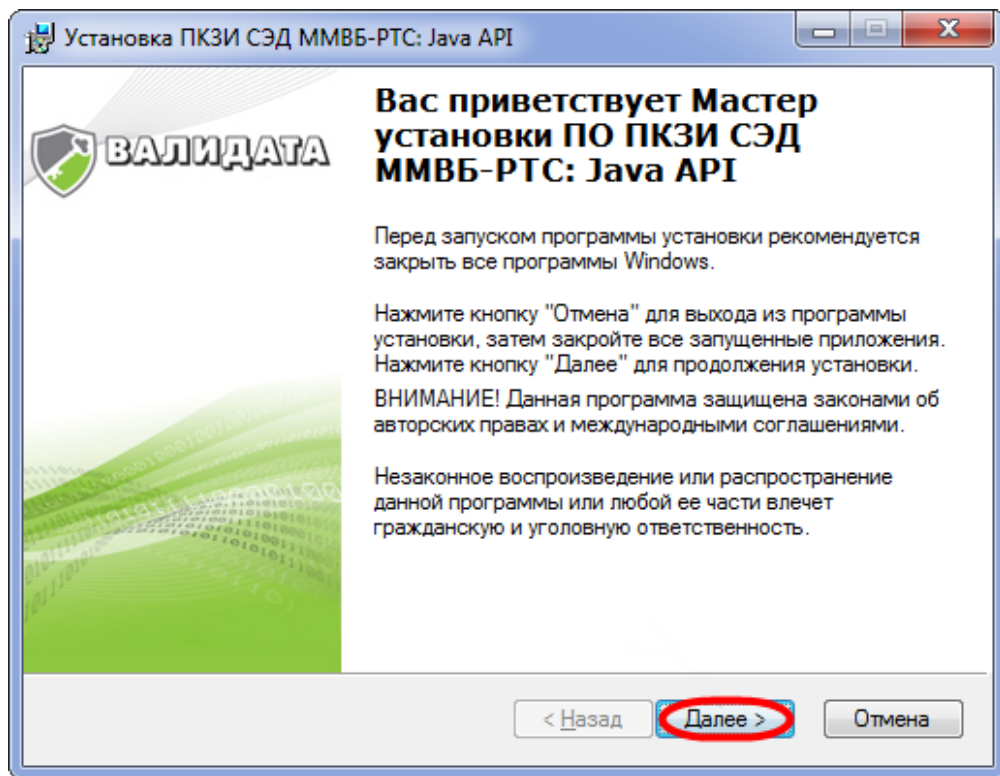 Установка ПКЗИ СЭД ММВБ-РТС: Java API
ВАЛИДАТА
Вас приветствует Мастер
установки ПО ПКЗИ СЭД
ММВБ-РТС: Java API
Перед запуском программы установки рекомендуется
закрыть все программы Windows.
Нажмите кнопку "Отмена" для выхода из программы
установки, затем закройте все запущенные приложения.
Нажмите кнопку "Далее" для продолжения установки.
ВНИМАНИЕ! Данная программа защищена законами об
авторских правах и международными соглашениями.
Незаконное воспроизведение или распространение
данной программы или любой ее части влечет
гражданскую и уголовную ответственность.
< Назад
Далее >
Отмена